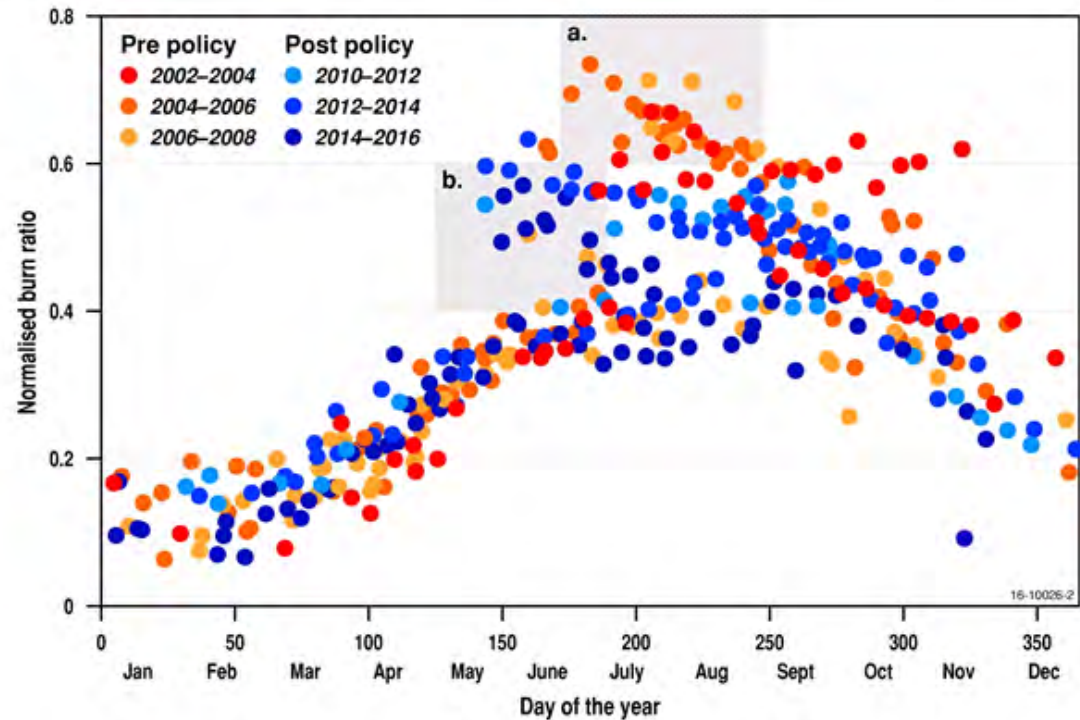 0.8
0.6
0.4
0.2
0
Normalised burn ratio
Pre policy
2002–2004
2004–2006
2006–2008
Post policy
2010–2012
2012–2014
2014–2016
a.
b.
16-10026-2
0 50 100 150 200 250 300 350
Jan Feb Mar Apr May June July Aug Sept Oct Nov Dec
Day of the year